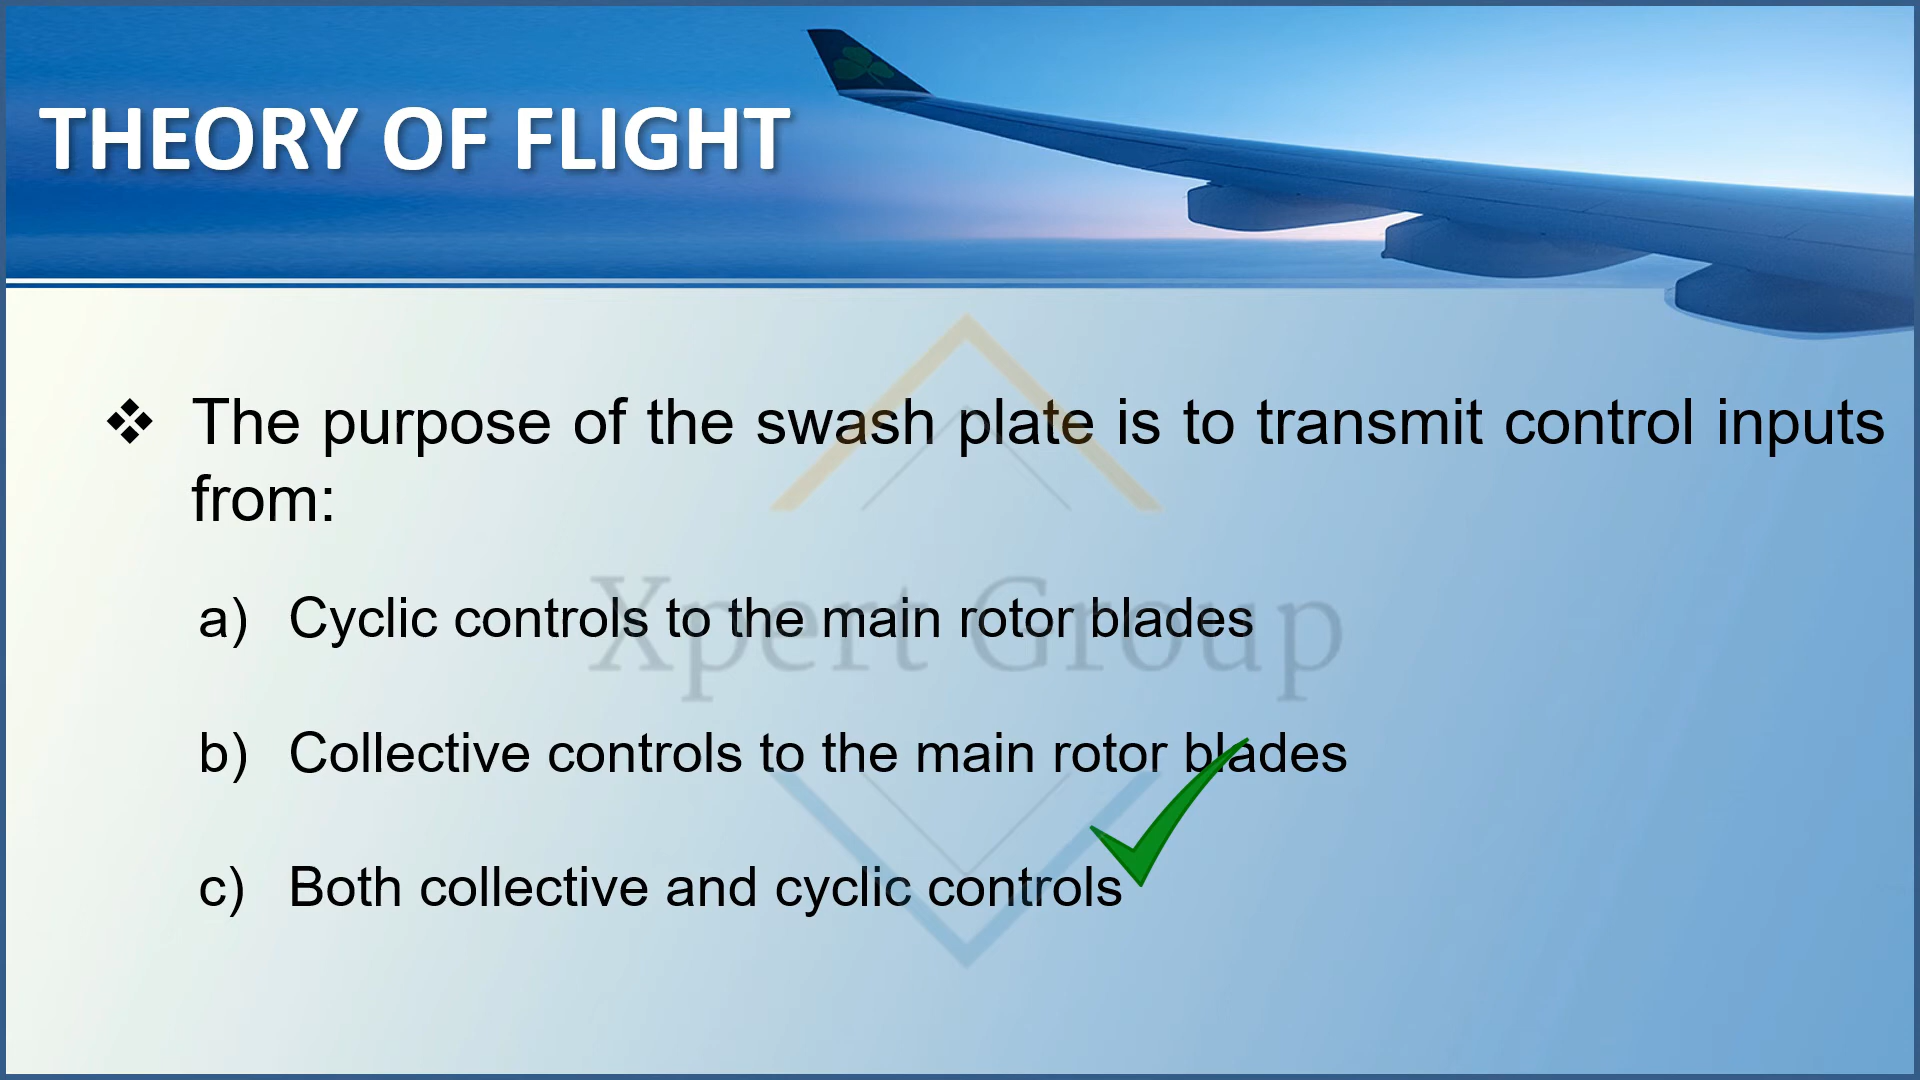 THEORY OF FLIGHT
❖ The purpose of the swash plate is to transmit control inputs
from:
a) Cyclic controls to the main rotor blades
Xpert Group
b) Collective controls to the main rotor blades
c) Both collective and cyclic controls